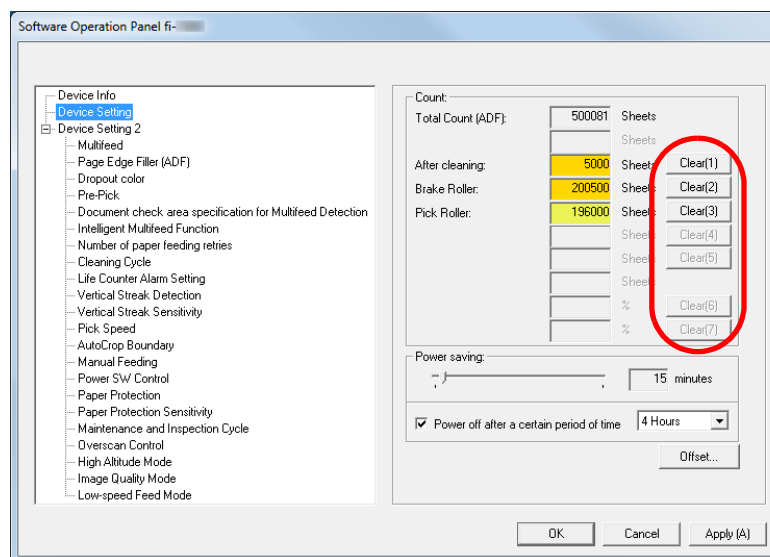 Software Operation Panel fi-
Device Info
Device Setting
Device Setting 2
Multifeed
Page Edge Filler (ADF)
Dropout color
Pre-Pick
Document check area specification for Multifeed Detection
Intelligent Multifeed Function
Number of paper feeding retries
Cleaning Cycle
Life Counter Alarm Setting
Vertical Streak Detection
Vertical Streak Sensitivity
Pick Speed
AutoCrop Boundary
Manual Feeding
Power SW Control
Paper Protection
Paper Protection Sensitivity
Maintenance and Inspection Cycle
Overscan Control
High Altitude Mode
Image Quality Mode
Low-speed Feed Mode
Count:
Total Count (ADF): 500081 Sheets
Sheets
After cleaning: 5000 Sheets Clear(1)
Brake Roller: 200500 Sheets Clear(2)
Pick Roller: 196000 Sheets Clear(3)
Sheets Clear(4)
Sheets Clear(5)
Sheets
% Clear(6)
% Clear(7)
Power saving:
15 minutes
Power off after a certain period of time 4 Hours
Offset...
OK Cancel Apply (A)